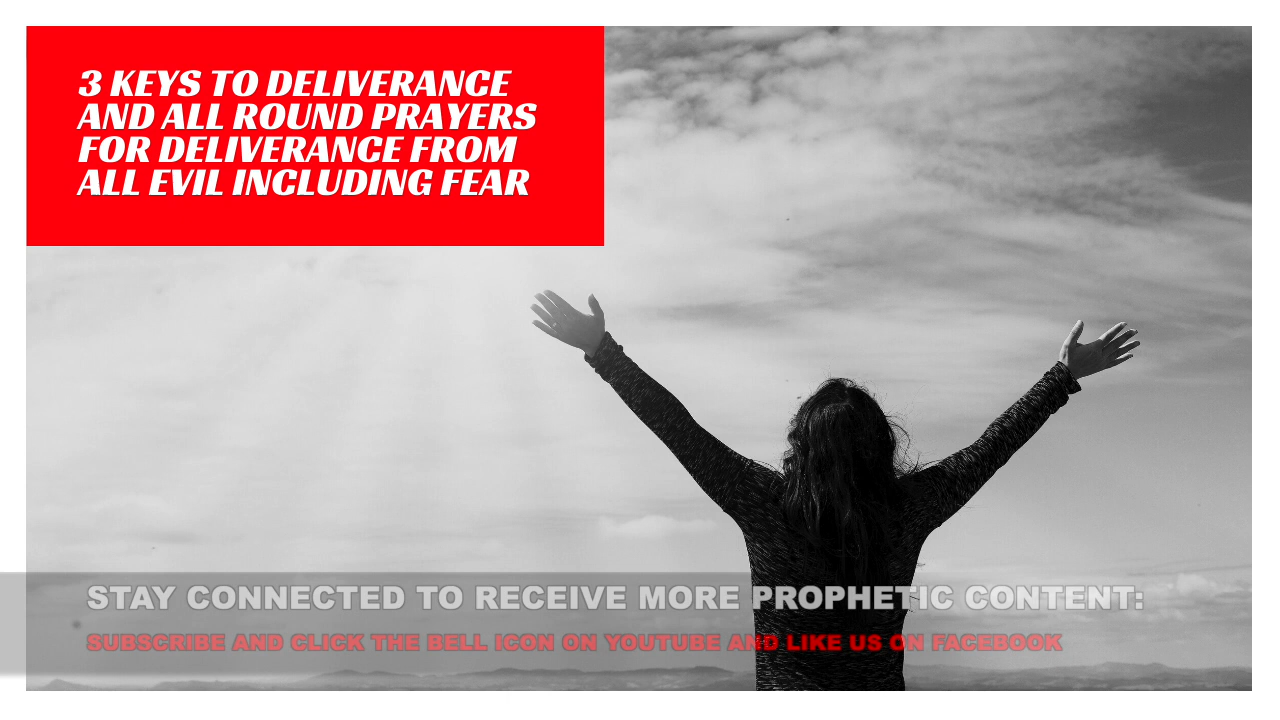 3 KEYS TO DELIVERANCE
AND ALL ROUND PRAYERS
FOR DELIVERANCE FROM
ALL EVIL INCLUDING FEAR
STAY CONNECTED TO RECEIVE MORE PROPHETIC CONTENT:
SUBSCRIBE AND CLICK THE BELL ICON ON YOUTUBE AND LIKE US ON FACEBOOK